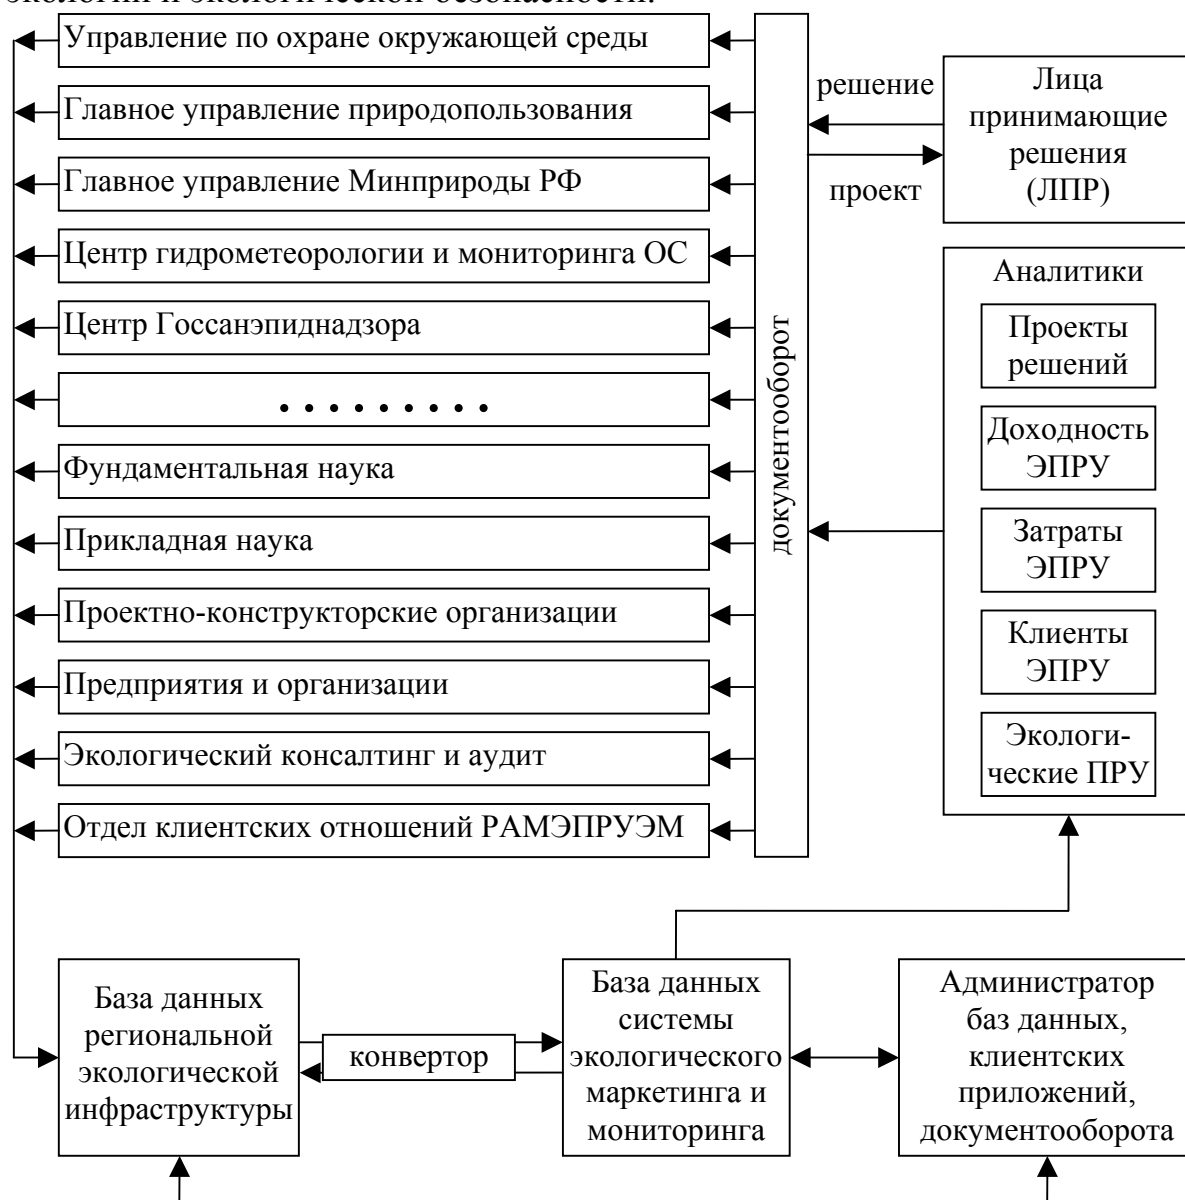 экологии и экологической безопасности.
Управление по охране окружающей среды
Главное управление природопользования
Главное управление Минприроды РФ
Центр гидрометеорологии и мониторинга ОС
Центр Госсанэпиднадзора
. . . . . . . . .
Фундаментальная наука
Прикладная наука
Проектно-конструкторские организации
Предприятия и организации
Экологический консалтинг и аудит
Отдел клиентских отношений РАМЭПРУЭМ
документооборот
решение
проект
Лица
принимающие
решения
(ЛПР)
Аналитики
Проекты
решений
Доходность
ЭПРУ
Затраты
ЭПРУ
Клиенты
ЭПРУ
Экологи-
ческие ПРУ
База данных
региональной
экологической
инфраструктуры
конвертор
База данных
системы
экологического
маркетинга и
мониторинга
Администратор
баз данных,
клиентских
приложений,
документооборота